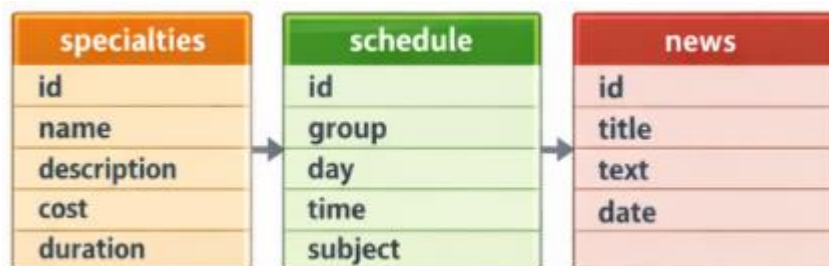 specialties
id
name
description
cost
duration
schedule
id
group
day
time
subject
news
id
title
text
date